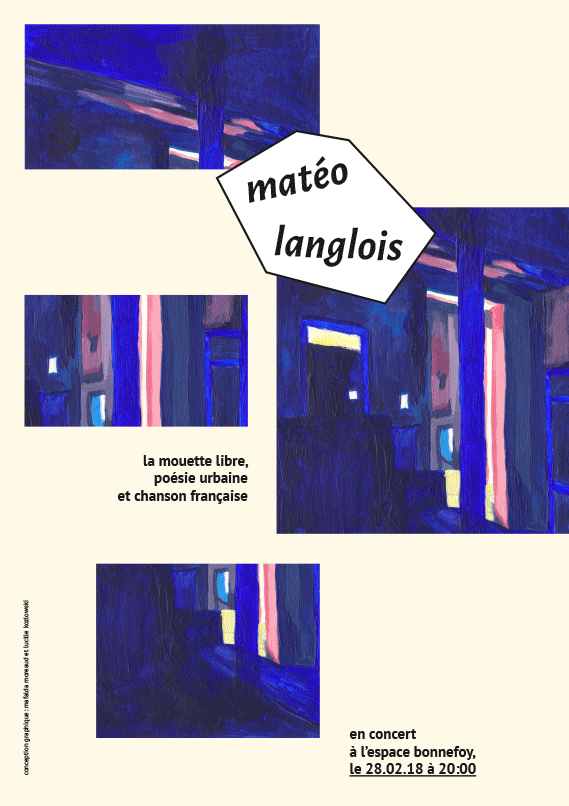 matéo
langlois
la mouette libre,
poésie urbaine
et chanson française
en concert
à l'espace bonnefoy,
le 28.02.18 à 20:00
conception graphique : mafalda moreaud et lucile kozlowski